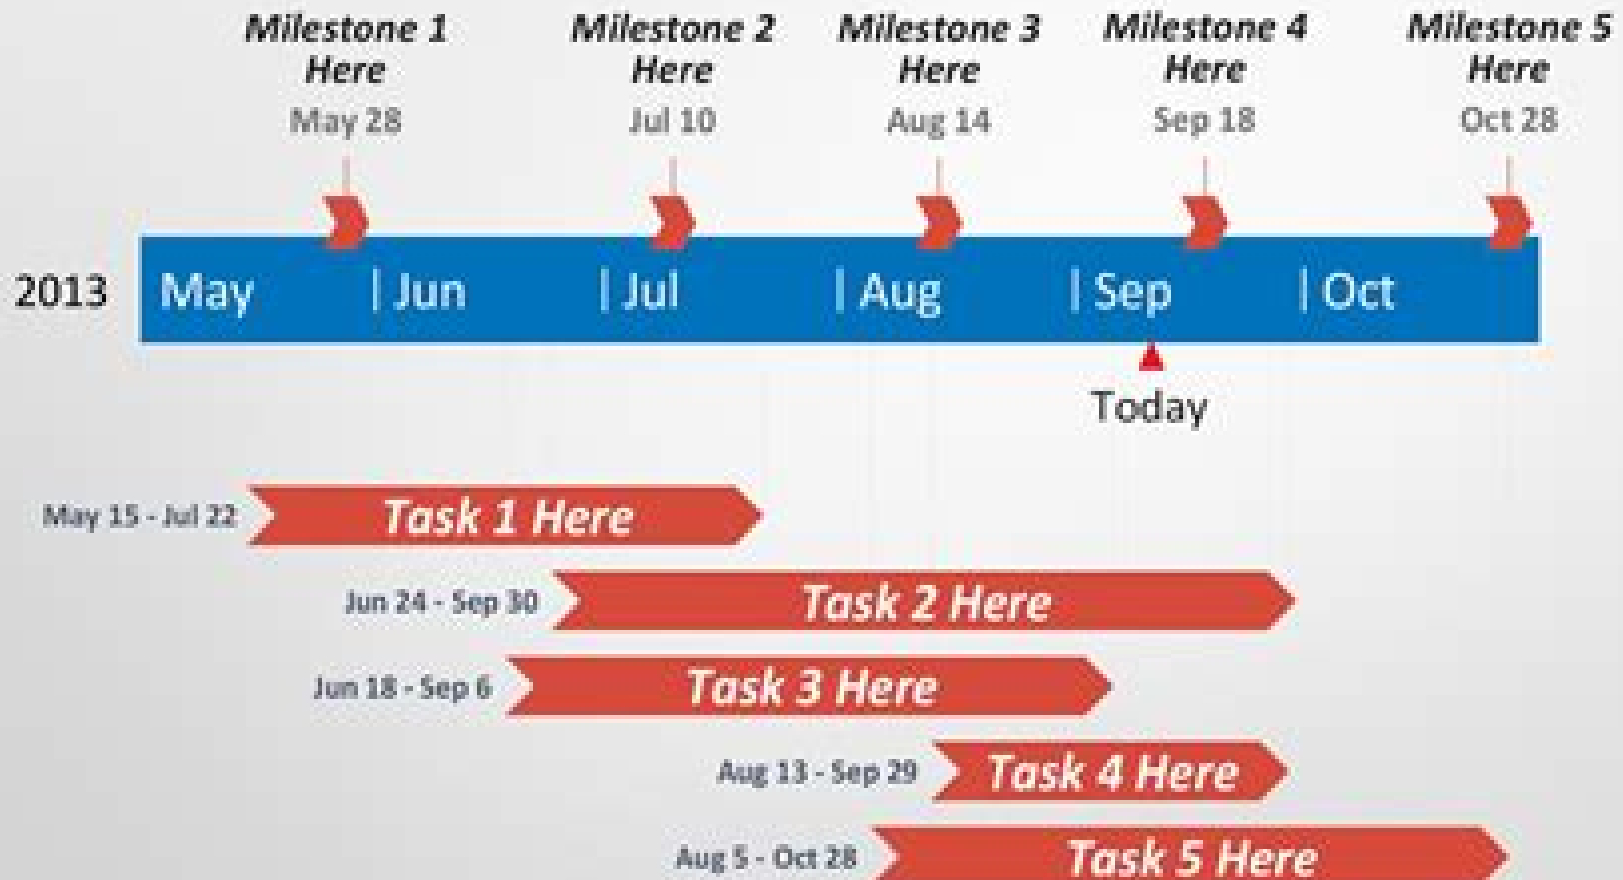 Milestone 1
Here
May 28
Milestone 2
Here
Jul 10
Milestone 3
Here
Aug 14
Milestone 4
Here
Sep 18
Milestone 5
Here
Oct 28
2013
May | Jun | Jul | Aug | Sep | Oct
Today
May 15 - Jul 22 Task 1 Here
Jun 24 - Sep 30 Task 2 Here
Jun 18 - Sep 6 Task 3 Here
Aug 13 - Sep 29 Task 4 Here
Aug 5 - Oct 28 Task 5 Here